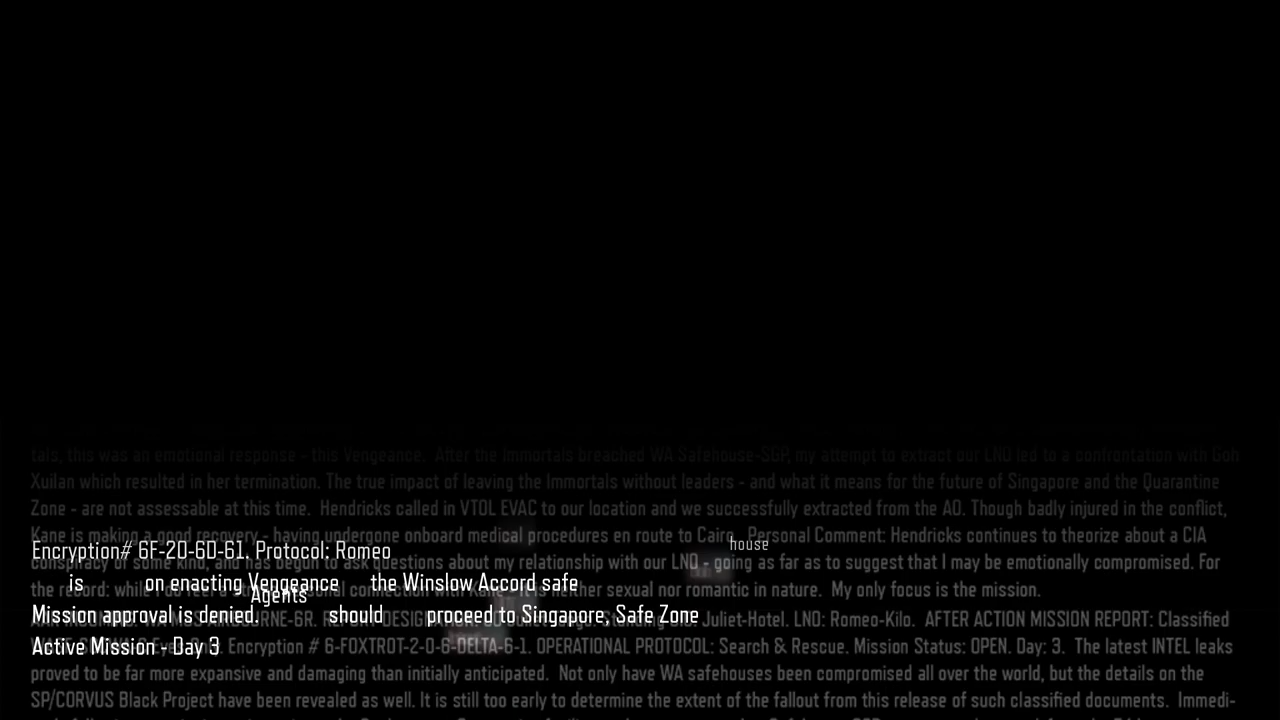 tals, this was an emotional response - this Vengeance. After the Immortals breached WA Safehouse-SGP, my attempt to extract our LNO led to a confrontation with Goh
Xuilan which resulted in her termination. The true impact of leaving the Immortals without leaders - and what it means for the future of Singapore and the Quarantine
Zone - are not assessable at this time. Hendricks called in VTOL EVAC to our location and we successfully extracted from the AO. Though badly injured in the conflict,
Kane is making a good recovery - having undergone onboard medical procedures en route to Cairo. Personal Comment: Hendricks continues to theorize about a CIA
house
Encryption# 6F-20-6D-61. Protocol: Romeo
conspiracy of some kind, and has begun to ask questions about my relationship with our LNO - going as far as to suggest that I may be emotionally compromised. For
is on enacting Vengeance the Winslow Accord safe
the record: while connection with Kane it is neither sexual nor romantic in nature. My only focus is the mission.
Agents
Mission approval is denied. should proceed to Singapore, Safe Zone
AIRBOURNE-6R. REPORT DESIGNATION: Juliet-Hotel. LNO: Romeo-Kilo. AFTER ACTION MISSION REPORT: Classified
Active Mission - Day 3
Encryption # 6-FOXTROT-2-0-6-DELTA-6-1. OPERATIONAL PROTOCOL: Search & Rescue. Mission Status: OPEN. Day: 3. The latest INTEL leaks
proved to be far more expansive and damaging than initially anticipated. Not only have WA safehouses been compromised all over the world, but the details on the
SP/CORVUS Black Project have been revealed as well. It is still too early to determine the extent of the fallout from this release of such classified documents. Immedi-